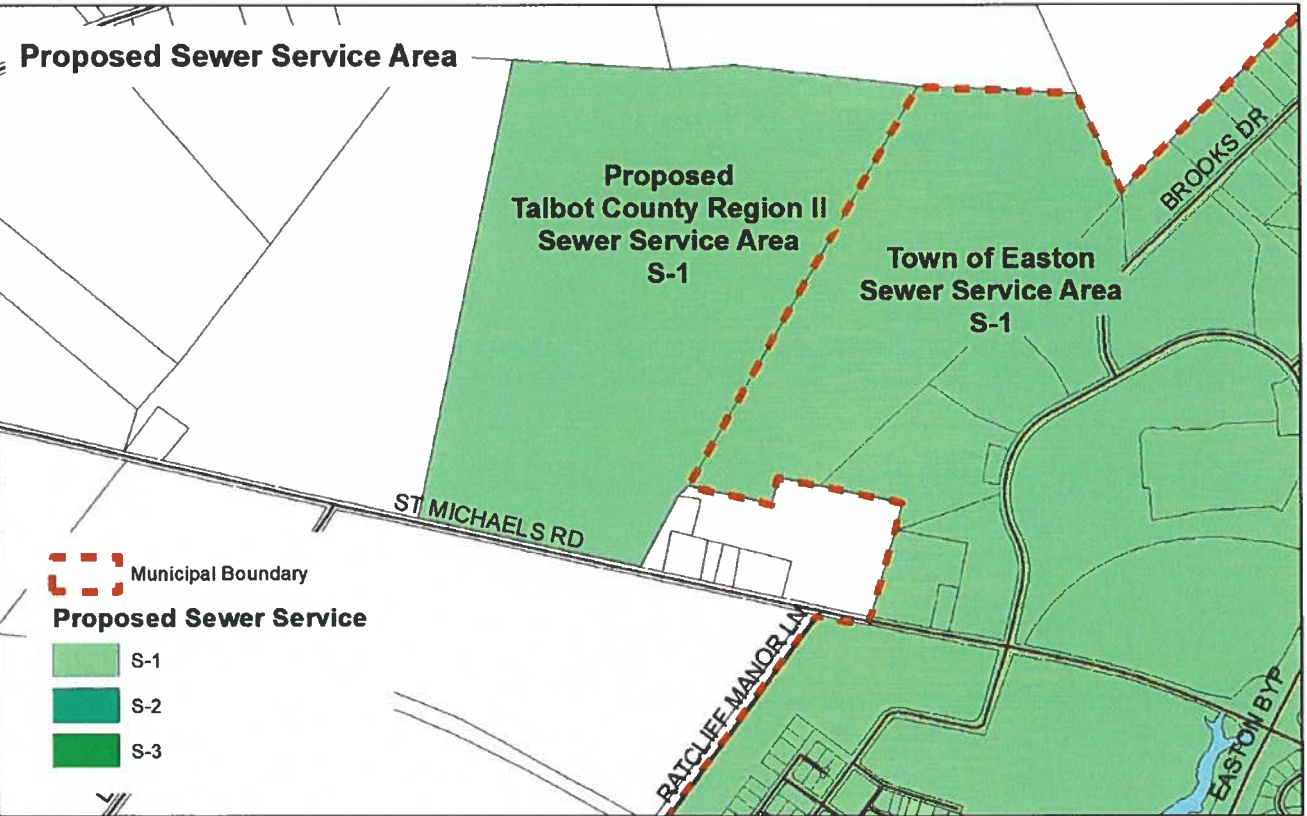 Proposed Sewer Service Area
Proposed
Talbot County Region II
Sewer Service Area
S-1
Town of Easton
Sewer Service Area
S-1
BROOKS DR
ST MICHAELS RD
RATCLIFF MANOR LN
EASTON BYP
Municipal Boundary
Proposed Sewer Service
S-1
S-2
S-3